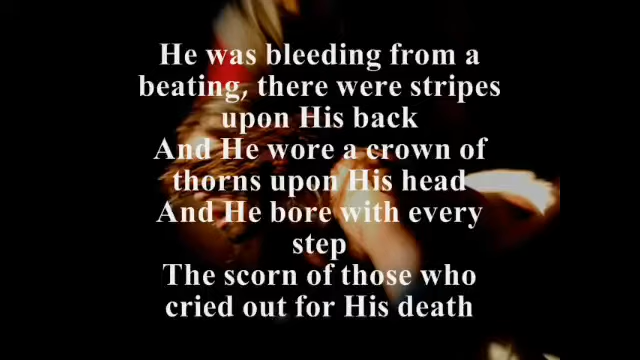 He was bleeding from a
beating, there were stripes
upon His back
And He wore a crown of
thorns upon His head
And He bore with every
step
The scorn of those who
cried out for His death